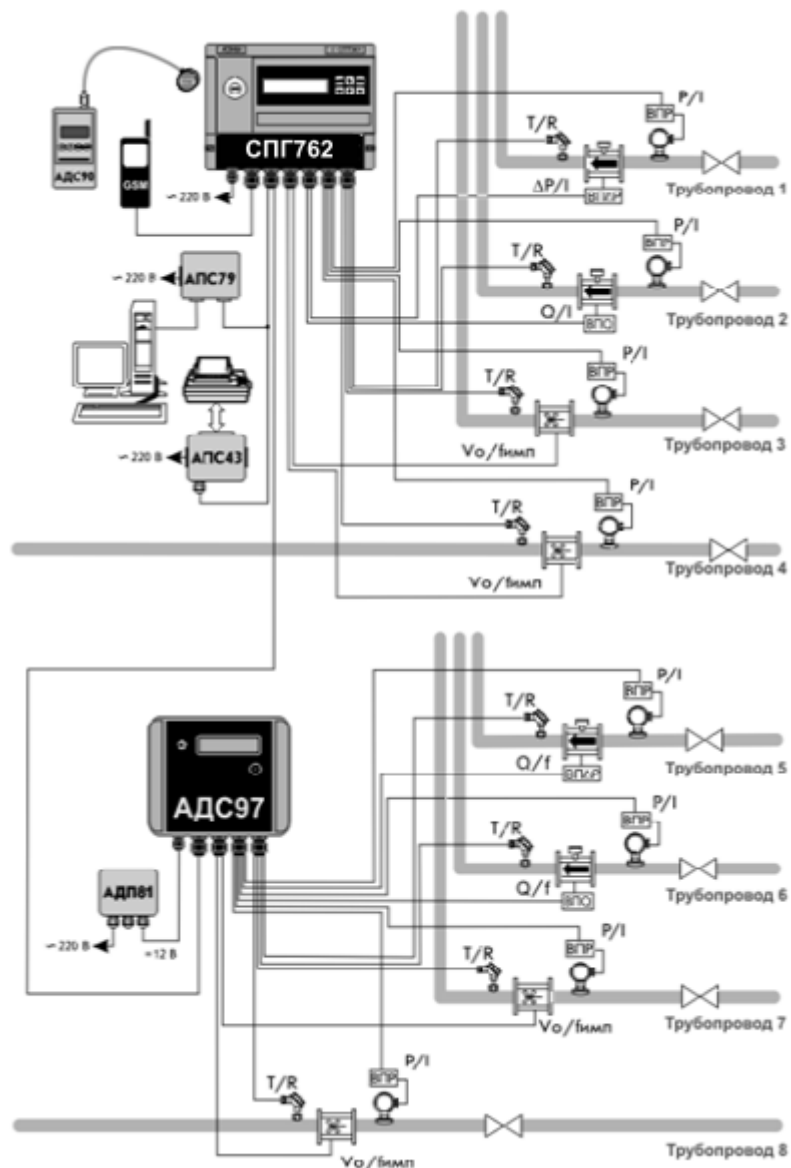 СПГ762
АДС90
GSM
~ 220 В
P/I
ВПР
T/R
ΔP/I
Трубопровод 1
P/I
ВПР
T/R
Q/I
ВПО
Трубопровод 2
АПС79
~ 220 В
P/I
ВПР
T/R
Vo/fимп
Трубопровод 3
АПС43
~ 220 В
P/I
ВПР
T/R
Vo/fимп
Трубопровод 4
P/I
ВПР
T/R
Q/f
Трубопровод 5
АДС97
P/I
ВПР
T/R
Q/f
ВПО
Трубопровод 6
АДП81
~ 220 В
=12 В
P/I
ВПР
T/R
Vo/fимп
Трубопровод 7
P/I
ВПР
T/R
Vo/fимп
Трубопровод 8